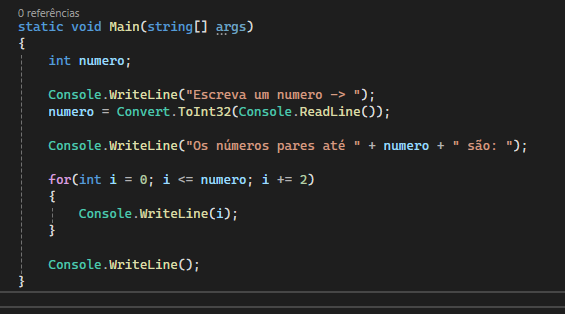 0 referências
static void Main(string[] args)
{
int numero;
Console.WriteLine("Escreva um numero -> ");
numero = Convert.ToInt32(Console.ReadLine());
Console.WriteLine("Os números pares até " + numero + " são: ");
for(int i = 0; i <= numero; i += 2)
{
Console.WriteLine(i);
}
Console.WriteLine();
}